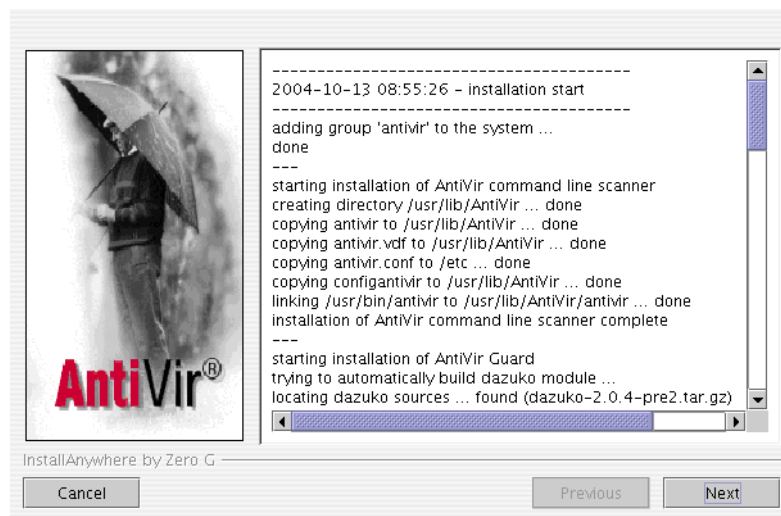 ----------------------------------------
2004-10-13 08:55:26 - installation start
----------------------------------------
adding group 'antivir' to the system ...
done
---
starting installation of AntiVir command line scanner
creating directory /usr/lib/AntiVir ... done
copying antivir to /usr/lib/AntiVir ... done
copying antivir.vdf to /usr/lib/AntiVir ... done
copying antivir.conf to /etc ... done
copying configantivir to /usr/lib/AntiVir ... done
linking /usr/bin/antivir to /usr/lib/AntiVir/antivir ... done
installation of AntiVir command line scanner complete
---
starting installation of AntiVir Guard
trying to automatically build dazuko module ...
locating dazuko sources ... found (dazuko-2.0.4-pre2.tar.gz)
AntiVir®
InstallAnywhere by Zero G
Cancel
Previous
Next